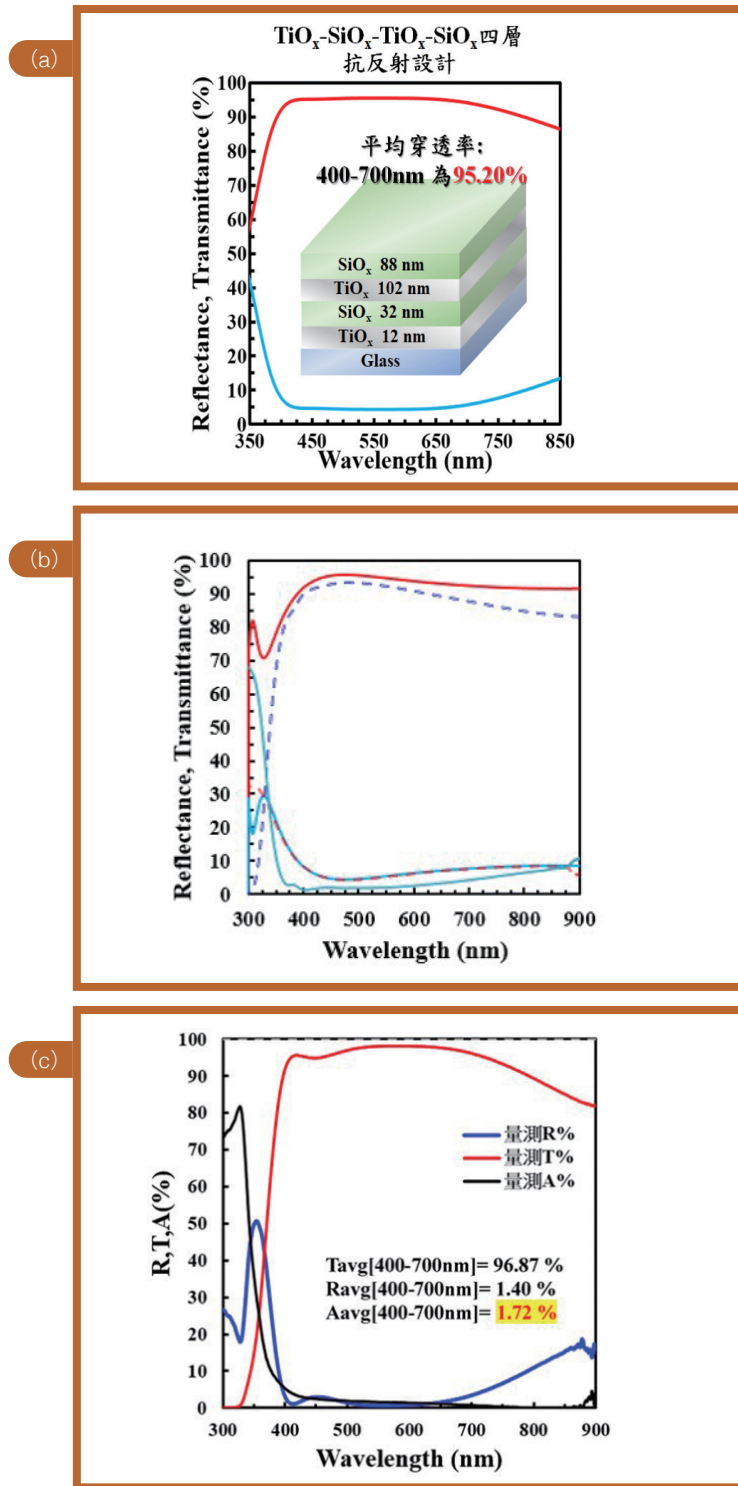 (a)
TiOx-SiOx-TiOx-SiOx四層
抗反射設計
Reflectance, Transmittance (%)
100
90
80
70
60
50
40
30
20
10
0
平均穿透率:
400-700nm 為95.20%
SiOx 88 nm
TiOx 102 nm
SiOx 32 nm
TiOx 12 nm
Glass
350 450 550 650 750 850
Wavelength (nm)
(b)
Reflectance, Transmittance (%)
100
90
80
70
60
50
40
30
20
10
0
300 400 500 600 700 800 900
Wavelength (nm)
(c)
R,T,A(%)
100
90
80
70
60
50
40
30
20
10
0
量測R%
量測T%
量測A%
Tavg[400-700nm]= 96.87 %
Ravg[400-700nm]= 1.40 %
Aavg[400-700nm]= 1.72 %
300 400 500 600 700 800 900
Wavelength (nm)